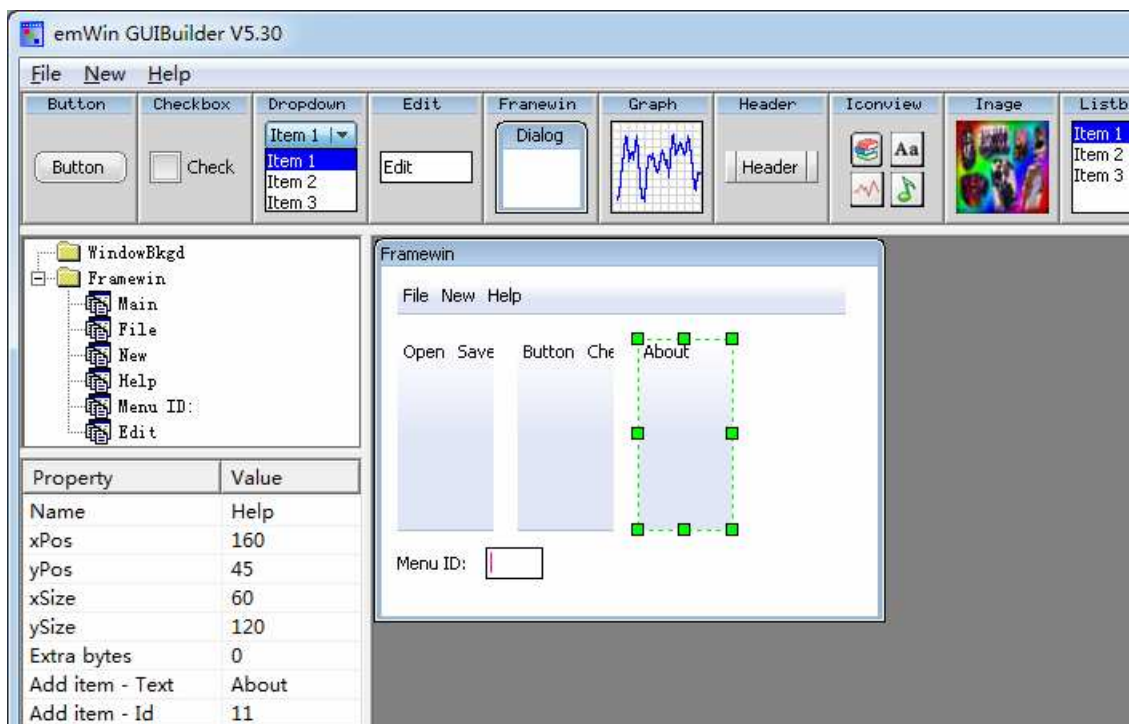 emWin GUIBuilder V5.30
File New Help
Button Checkbox Dropdown Edit Framewin Graph Header Iconview Image Listb
Button Check Item 1 Edit Dialog Header Aa Item 1
Item 1 Item 2
Item 2 Item 3
Item 3
WindowBkgd
Framewin
Main
File
New
Help
Menu ID:
Edit
Framewin
File New Help
Open Save Button Che About
Menu ID:
Property Value
Name Help
xPos 160
yPos 45
xSize 60
ySize 120
Extra bytes 0
Add item - Text About
Add item - Id 11